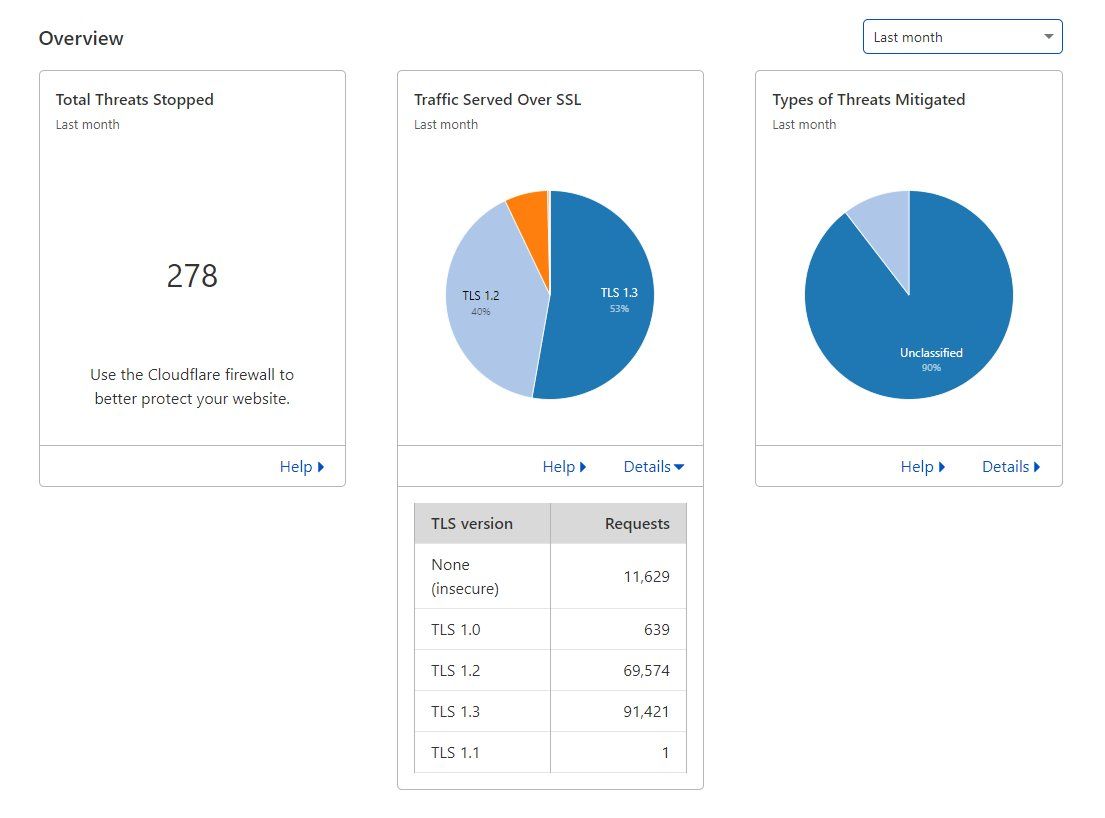 Overview
Last month
Total Threats Stopped
Last month
278
Use the Cloudflare firewall to
better protect your website.
Help
Traffic Served Over SSL
Last month
TLS 1.2
40%
TLS 1.3
53%
Help Details
TLS version Requests
None
(insecure) 11,629
TLS 1.0 639
TLS 1.2 69,574
TLS 1.3 91,421
TLS 1.1 1
Types of Threats Mitigated
Last month
Unclassified
90%
Help Details